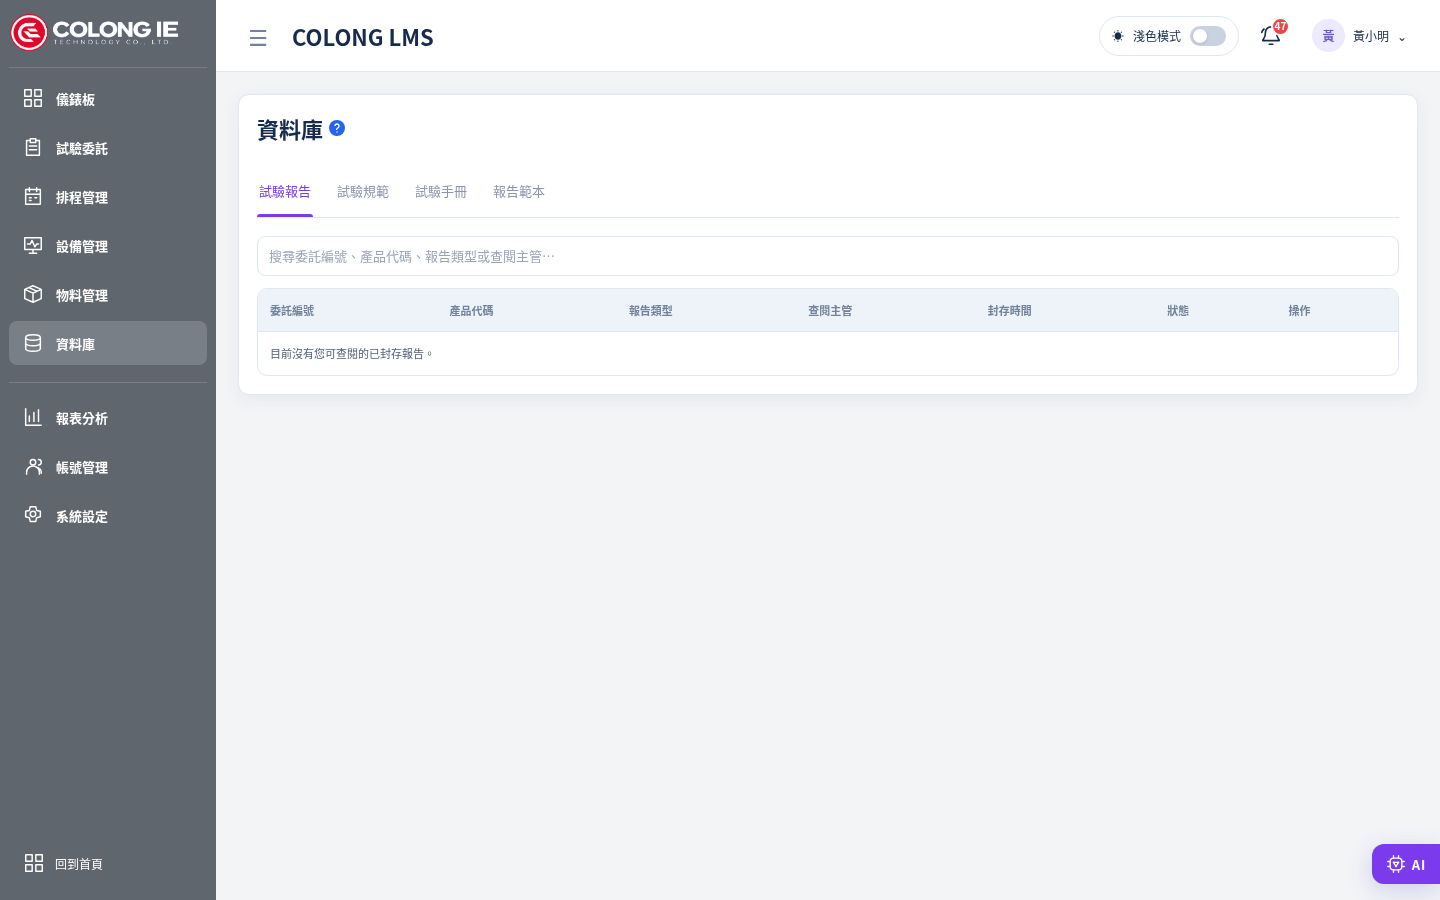 COLONG IE
TECHNOLOGY CO., LTD.
儀錶板
試驗委託
排程管理
設備管理
物料管理
資料庫
報表分析
帳號管理
系統設定
回到首頁
☰ COLONG LMS
淺色模式
47
黃 黃小明
資料庫 ?
試驗報告 試驗規範 試驗手冊 報告範本
搜尋委託編號、產品代碼、報告類型或查閱主管…
委託編號 產品代碼 報告類型 查閱主管 封存時間 狀態 操作
目前沒有您可查閱的已封存報告。
AI